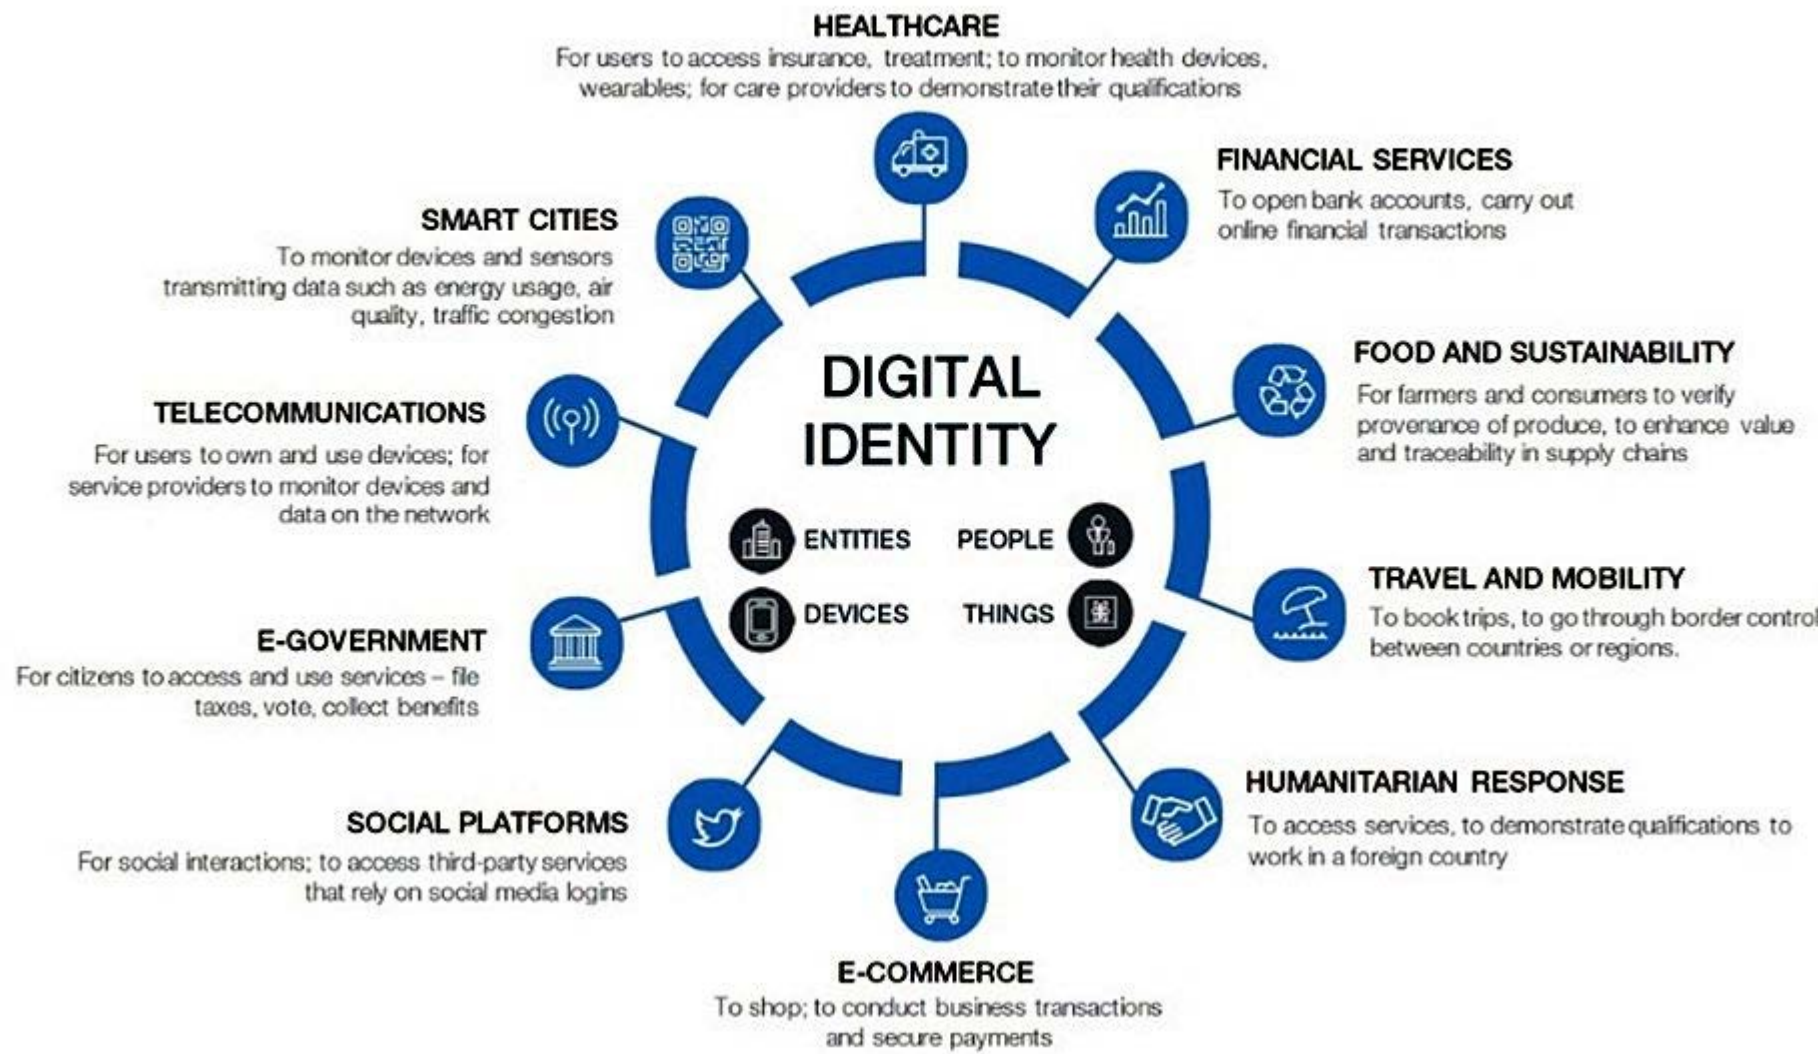 HEALTHCARE
For users to access insurance, treatment; to monitor health devices,
wearables; for care providers to demonstrate their qualifications
FINANCIAL SERVICES
To open bank accounts, carry out
online financial transactions
FOOD AND SUSTAINABILITY
For farmers and consumers to verify
provenance of produce, to enhance value
and traceability in supply chains
TRAVEL AND MOBILITY
To book trips, to go through border control
between countries or regions.
HUMANITARIAN RESPONSE
To access services, to demonstrate qualifications to
work in a foreign country
E-COMMERCE
To shop; to conduct business transactions
and secure payments
SOCIAL PLATFORMS
For social interactions; to access third-party services
that rely on social media logins
E-GOVERNMENT
For citizens to access and use services – file
taxes, vote, collect benefits
TELECOMMUNICATIONS
For users to own and use devices; for
service providers to monitor devices and
data on the network
SMART CITIES
To monitor devices and sensors
transmitting data such as energy usage, air
quality, traffic congestion
DIGITAL
IDENTITY
ENTITIES
PEOPLE
DEVICES
THINGS